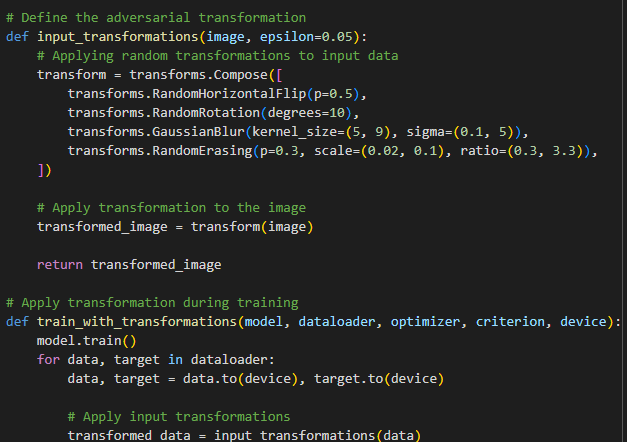 # Define the adversarial transformation
def input_transformations(image, epsilon=0.05):
    # Applying random transformations to input data
    transform = transforms.Compose([
        transforms.RandomHorizontalFlip(p=0.5),
        transforms.RandomRotation(degrees=10),
        transforms.GaussianBlur(kernel_size=(5, 9), sigma=(0.1, 5)),
        transforms.RandomErasing(p=0.3, scale=(0.02, 0.1), ratio=(0.3, 3.3)),
    ])

    # Apply transformation to the image
    transformed_image = transform(image)

    return transformed_image

# Apply transformation during training
def train_with_transformations(model, dataloader, optimizer, criterion, device):
    model.train()
    for data, target in dataloader:
        data, target = data.to(device), target.to(device)

        # Apply input transformations
        transformed_data = input_transformations(data)